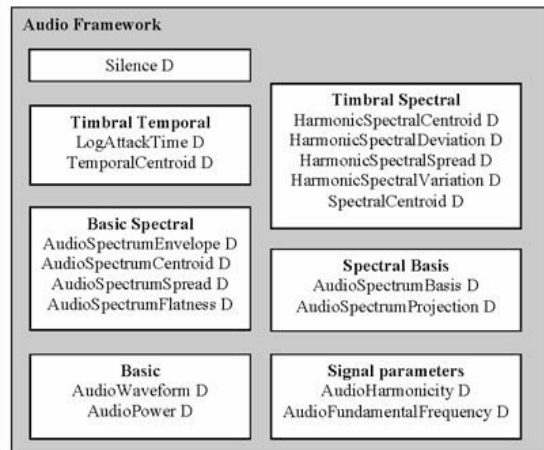 Audio Framework
Silence D
Timbral Temporal
LogAttackTime D
TemporalCentroid D
Basic Spectral
AudioSpectrumEnvelope D
AudioSpectrumCentroid D
AudioSpectrumSpread D
AudioSpectrumFlatness D
Basic
AudioWaveform D
AudioPower D
Timbral Spectral
HarmonicSpectralCentroid D
HarmonicSpectralDeviation D
HarmonicSpectralSpread D
HarmonicSpectralVariation D
SpectralCentroid D
Spectral Basis
AudioSpectrumBasis D
AudioSpectrumProjection D
Signal parameters
AudioHarmonicity D
AudioFundamentalFrequency D